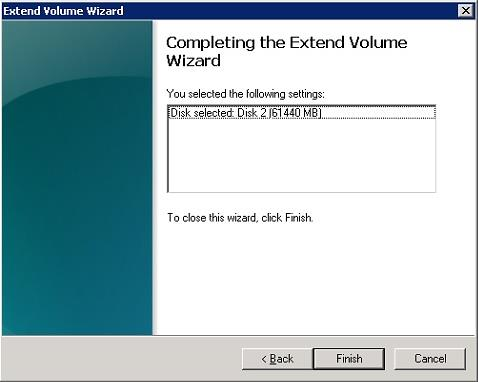 Extend Volume Wizard
Completing the Extend Volume
Wizard
You selected the following settings:
Disk selected: Disk 2 (61440 MB)
To close this wizard, click Finish.
< Back
Finish
Cancel